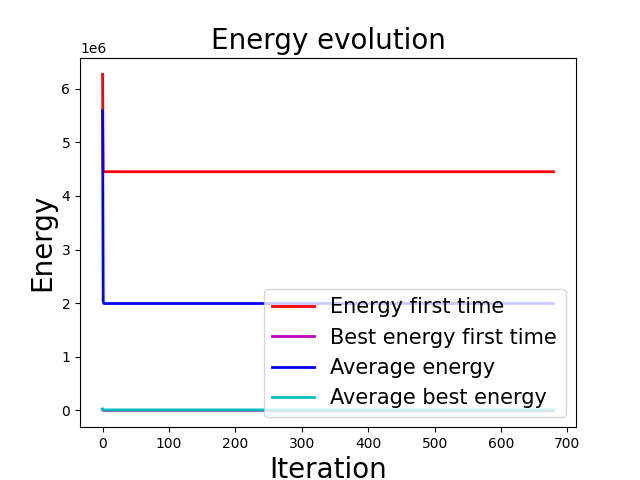 Energy evolution
1e6
6
5
4
3
2
1
0
Energy
Energy first time
Best energy first time
Average energy
Average best energy
0 100 200 300 400 500 600 700
Iteration